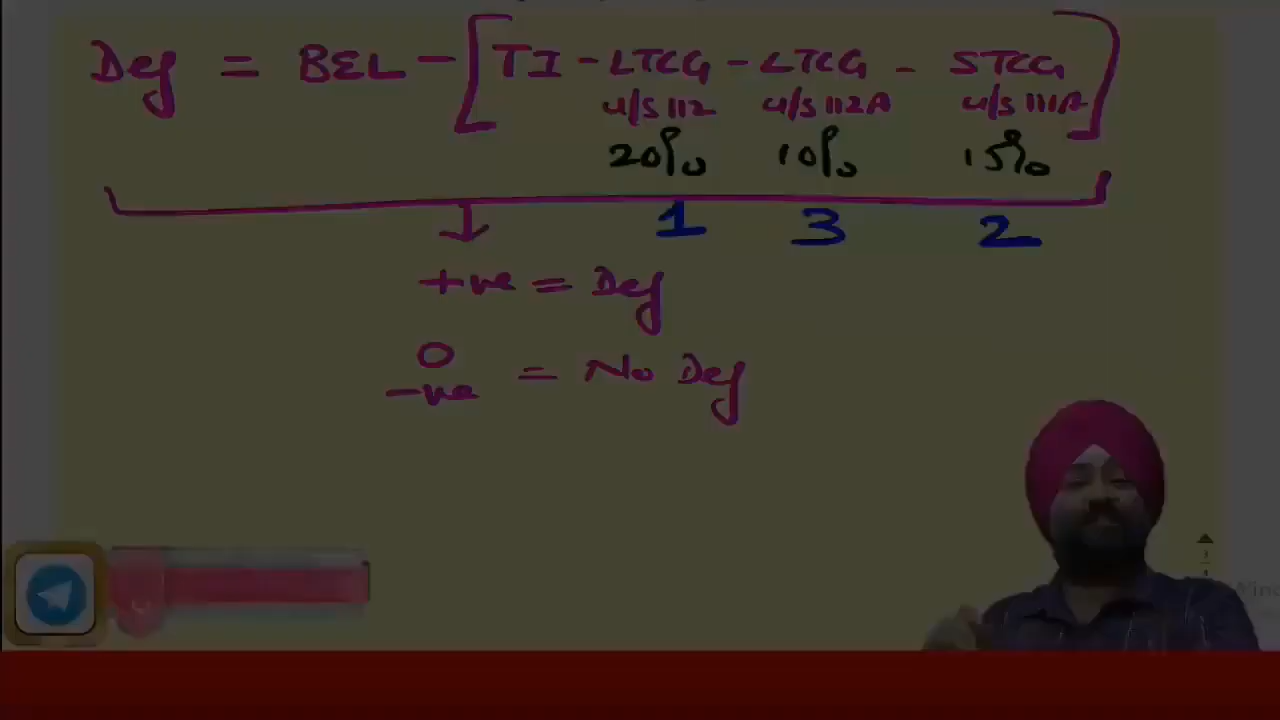 Def = BEL - [TI - LTCG - LTCG - STCG]
u/s 112 u/s 112A u/s 111A
20% 10% 15%
1 3 2
+ve = Def
0
-ve = No Def